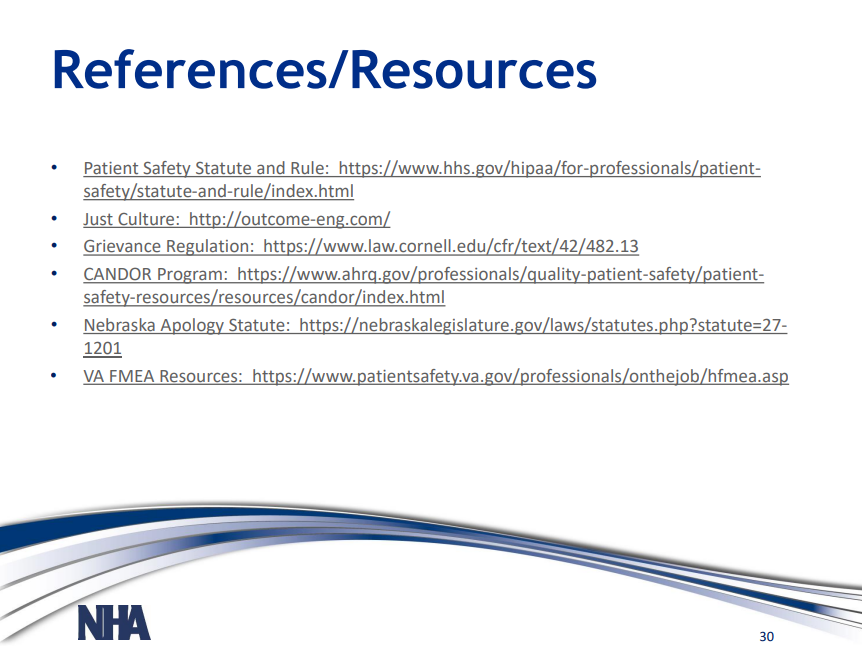 References/Resources
• Patient Safety Statute and Rule:  https://www.hhs.gov/hipaa/for-professionals/patient-
safety/statute-and-rule/index.html
• Just Culture:  http://outcome-eng.com/
• Grievance Regulation:  https://www.law.cornell.edu/cfr/text/42/482.13
• CANDOR Program:  https://www.ahrq.gov/professionals/quality-patient-safety/patient-
safety-resources/resources/candor/index.html
• Nebraska Apology Statute:  https://nebraskalegislature.gov/laws/statutes.php?statute=27-
1201
• VA FMEA Resources:  https://www.patientsafety.va.gov/professionals/onthejob/hfmea.asp
NHA
30